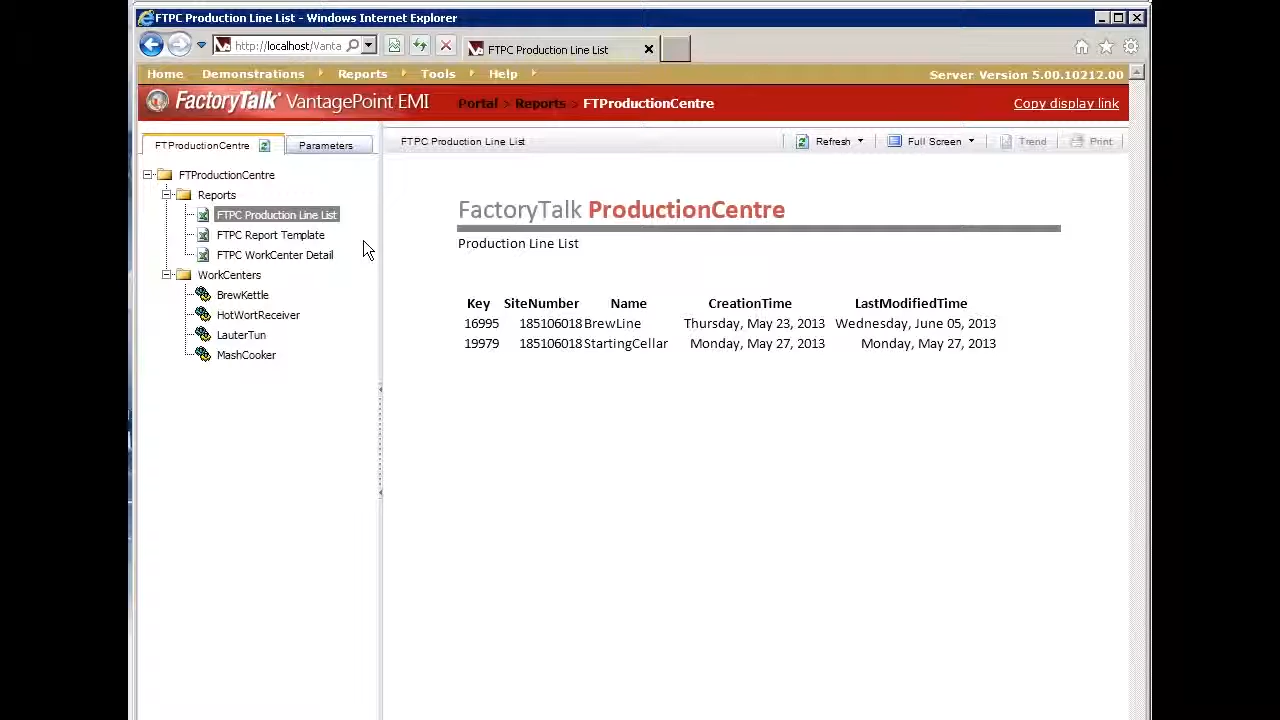 FTPC Production Line List - Windows Internet Explorer
http://localhost/Vanta
FTPC Production Line List
Home Demonstrations Reports Tools Help Server Version 5.00.10212.00
FactoryTalk VantagePoint EMI Portal > Reports > FTProductionCentre Copy display link
FTProductionCentre Parameters FTPC Production Line List Refresh Full Screen Trend Print
FTProductionCentre
Reports
FTPC Production Line List
FTPC Report Template
FTPC WorkCenter Detail
WorkCenters
BrewKettle
HotWortReceiver
LauterTun
MashCooker
FactoryTalk ProductionCentre
Production Line List
Key SiteNumber Name CreationTime LastModifiedTime
16995 185106018 BrewLine Thursday, May 23, 2013 Wednesday, June 05, 2013
19979 185106018 StartingCellar Monday, May 27, 2013 Monday, May 27, 2013